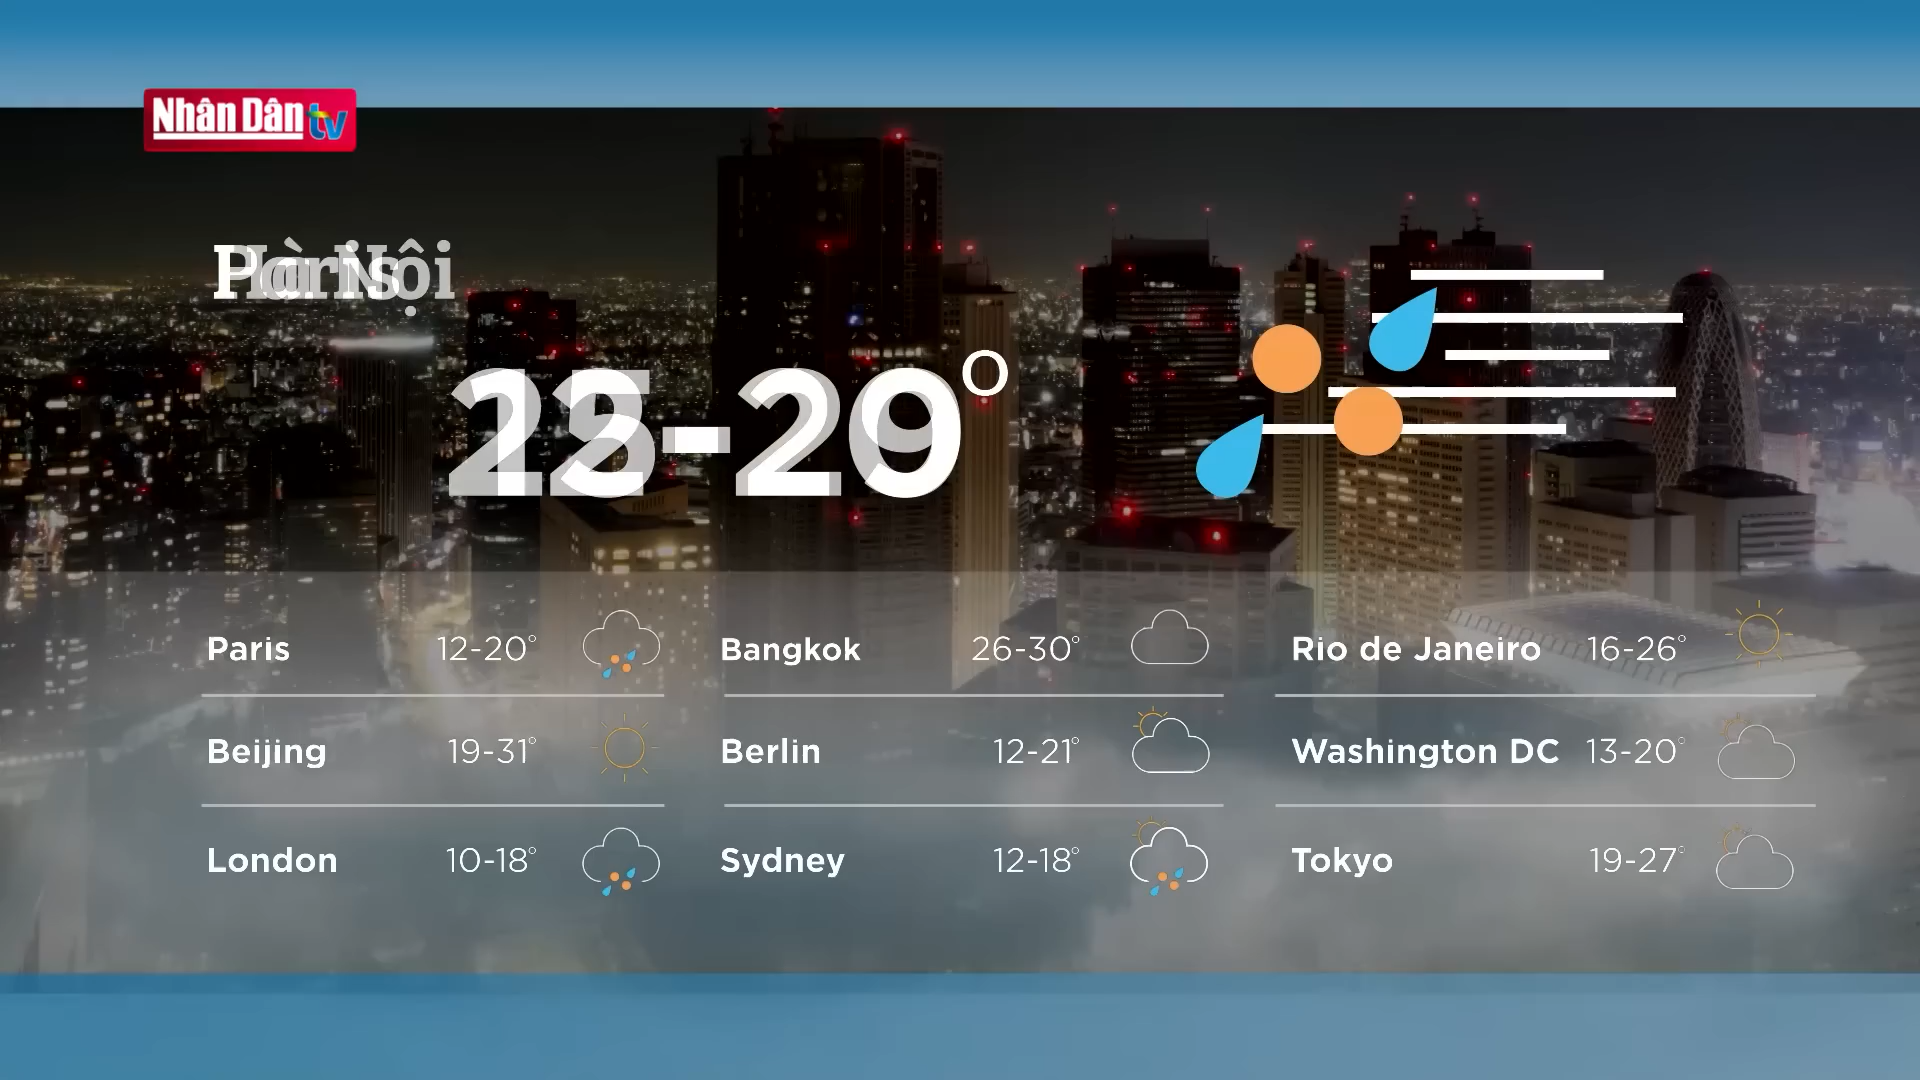 Nhân Dân tv
Paris 12-20°
Beijing 19-31°
London 10-18°
Bangkok 26-30°
Berlin 12-21°
Sydney 12-18°
Rio de Janeiro 16-26°
Washington DC 13-20°
Tokyo 19-27°